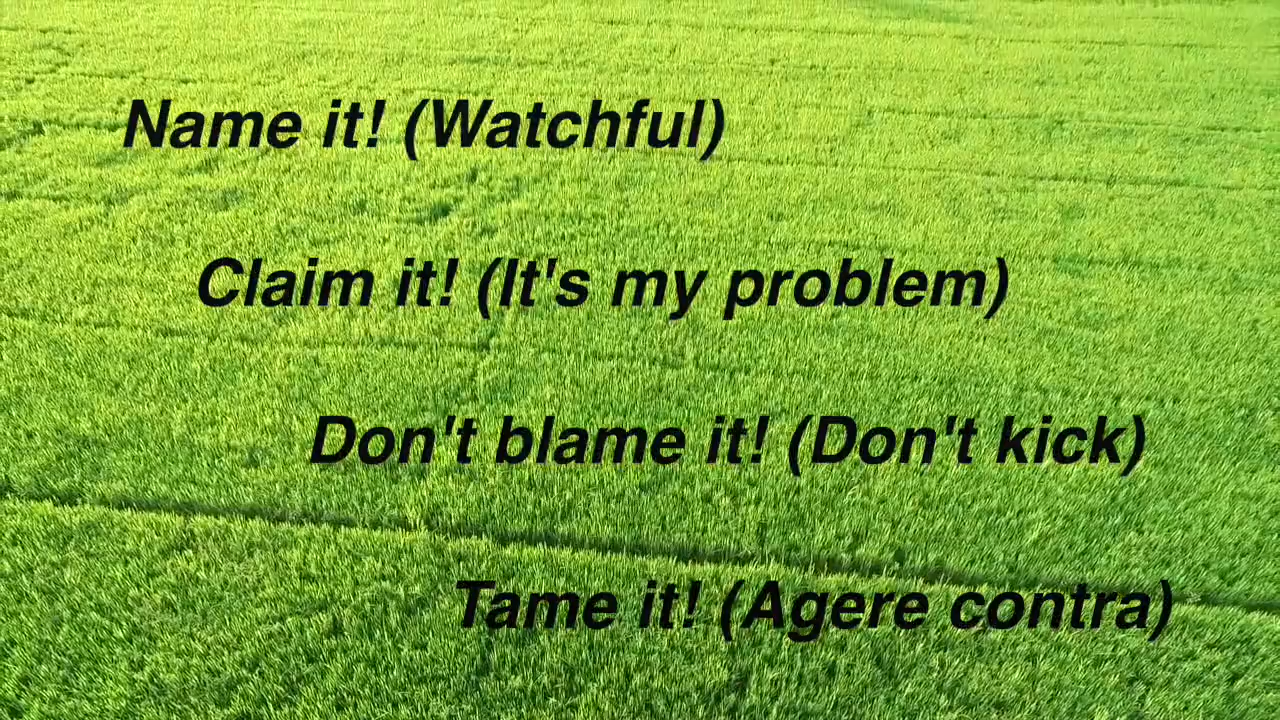 Name it! (Watchful)
Claim it! (It's my problem)
Don't blame it! (Don't kick)
Tame it! (Agere contra)